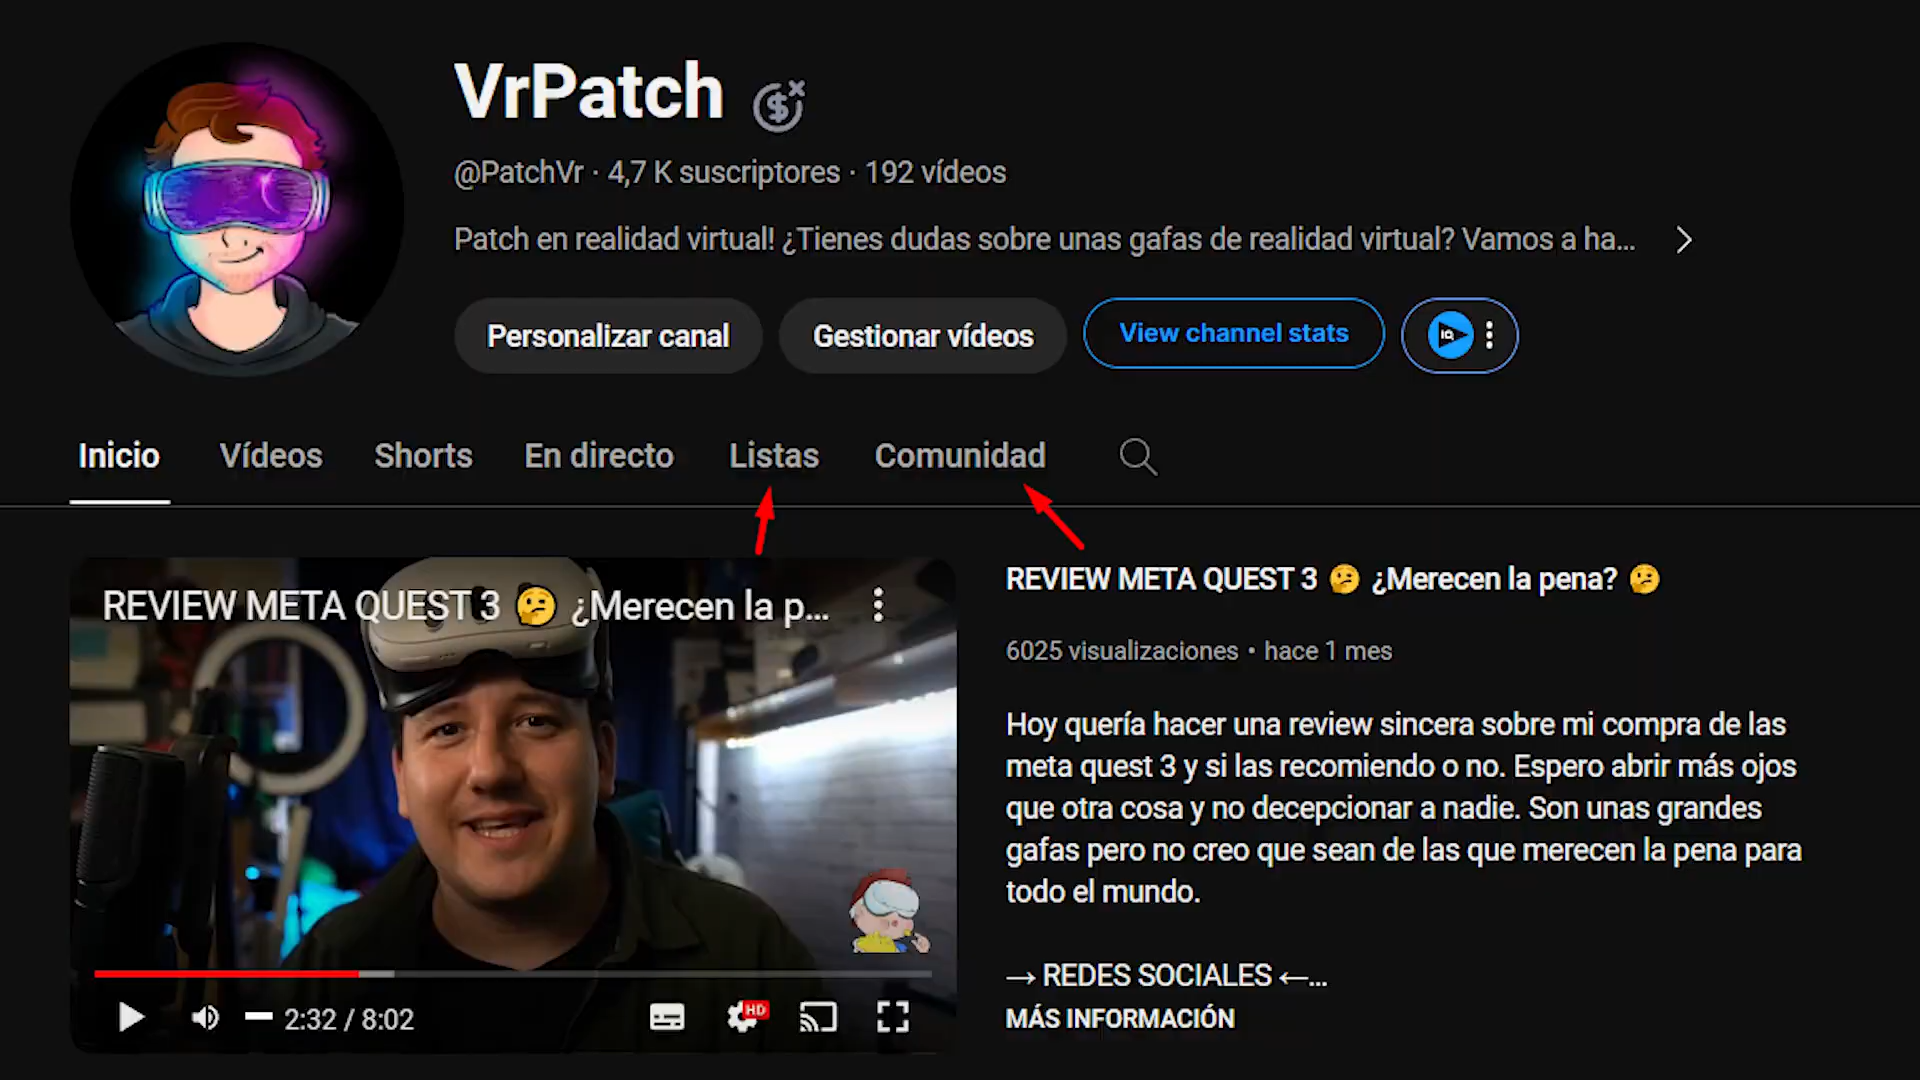 VrPatch
@PatchVr · 4,7 K suscriptores · 192 vídeos
Patch en realidad virtual! ¿Tienes dudas sobre unas gafas de realidad virtual? Vamos a ha...
Personalizar canal
Gestionar vídeos
View channel stats
IQ
Inicio
Vídeos
Shorts
En directo
Listas
Comunidad
REVIEW META QUEST 3 🤔 ¿Merecen la p...
2:32 / 8:02
HD
REVIEW META QUEST 3 🤔 ¿Merecen la pena? 🤔
6025 visualizaciones • hace 1 mes
Hoy quería hacer una review sincera sobre mi compra de las
meta quest 3 y si las recomiendo o no. Espero abrir más ojos
que otra cosa y no decepcionar a nadie. Son unas grandes
gafas pero no creo que sean de las que merecen la pena para
todo el mundo.
→ REDES SOCIALES ←...
MÁS INFORMACIÓN